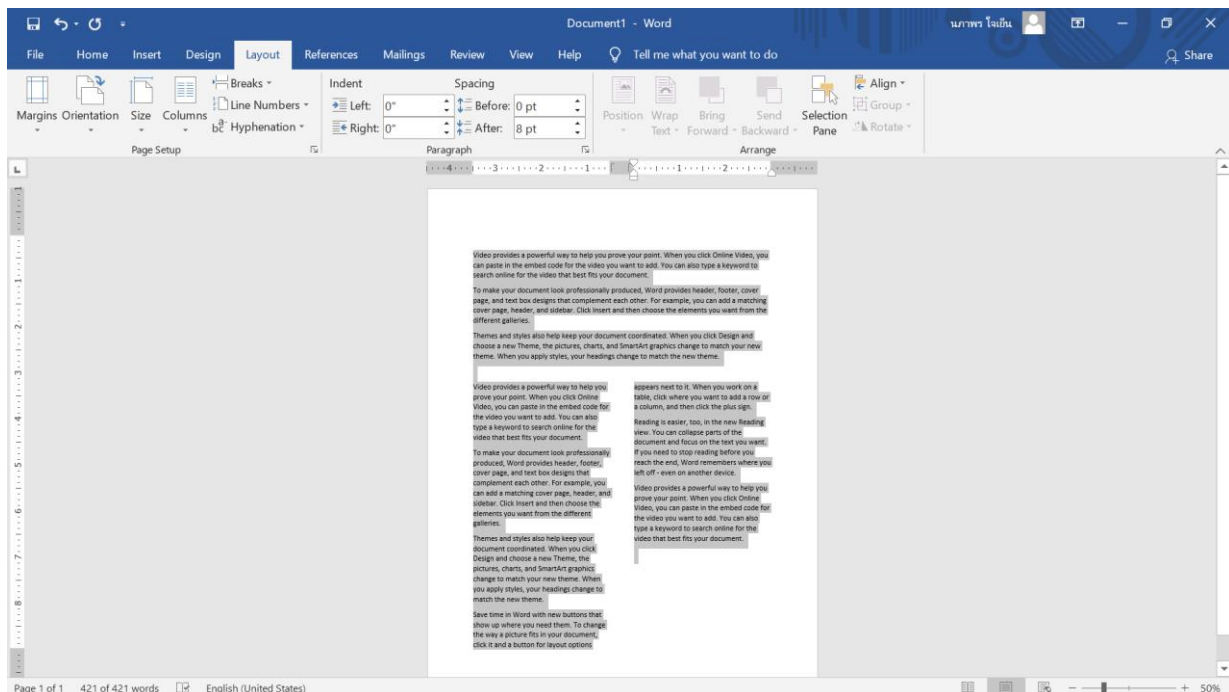 Document1 - Word
นภาพร ใจเย็น
File Home Insert Design Layout References Mailings Review View Help Tell me what you want to do Share
Margins Orientation Size Columns
Breaks
Line Numbers
Hyphenation
Page Setup
Indent Spacing
Left: 0" Before: 0 pt
Right: 0" After: 8 pt
Paragraph
Position Wrap Text Bring Forward Send Backward Selection Pane
Align
Group
Rotate
Arrange
4 3 2 1 1 2
1
1
2
3
4
5
6
7
8
Video provides a powerful way to help you prove your point. When you click Online Video, you
can paste in the embed code for the video you want to add. You can also type a keyword to
search online for the video that best fits your document.
To make your document look professionally produced, Word provides header, footer, cover
page, and text box designs that complement each other. For example, you can add a matching
cover page, header, and sidebar. Click Insert and then choose the elements you want from the
different galleries.
Themes and styles also help keep your document coordinated. When you click Design and
choose a new Theme, the pictures, charts, and SmartArt graphics change to match your new
theme. When you apply styles, your headings change to match the new theme.
Video provides a powerful way to help you
prove your point. When you click Online
Video, you can paste in the embed code for
the video you want to add. You can also
type a keyword to search online for the
video that best fits your document.
To make your document look professionally
produced, Word provides header, footer,
cover page, and text box designs that
complement each other. For example, you
can add a matching cover page, header, and
sidebar. Click Insert and then choose the
elements you want from the different
galleries.
Themes and styles also help keep your
document coordinated. When you click
Design and choose a new Theme, the
pictures, charts, and SmartArt graphics
change to match your new theme. When
you apply styles, your headings change to
match the new theme.
Save time in Word with new buttons that
show up where you need them. To change
the way a picture fits in your document,
click it and a button for layout options
appears next to it. When you work on a
table, click where you want to add a row or
a column, and then click the plus sign.
Reading is easier, too, in the new Reading
view. You can collapse parts of the
document and focus on the text you want.
If you need to stop reading before you
reach the end, Word remembers where you
left off - even on another device.
Video provides a powerful way to help you
prove your point. When you click Online
Video, you can paste in the embed code for
the video you want to add. You can also
type a keyword to search online for the
video that best fits your document.
Page 1 of 1 421 of 421 words English (United States) 50%